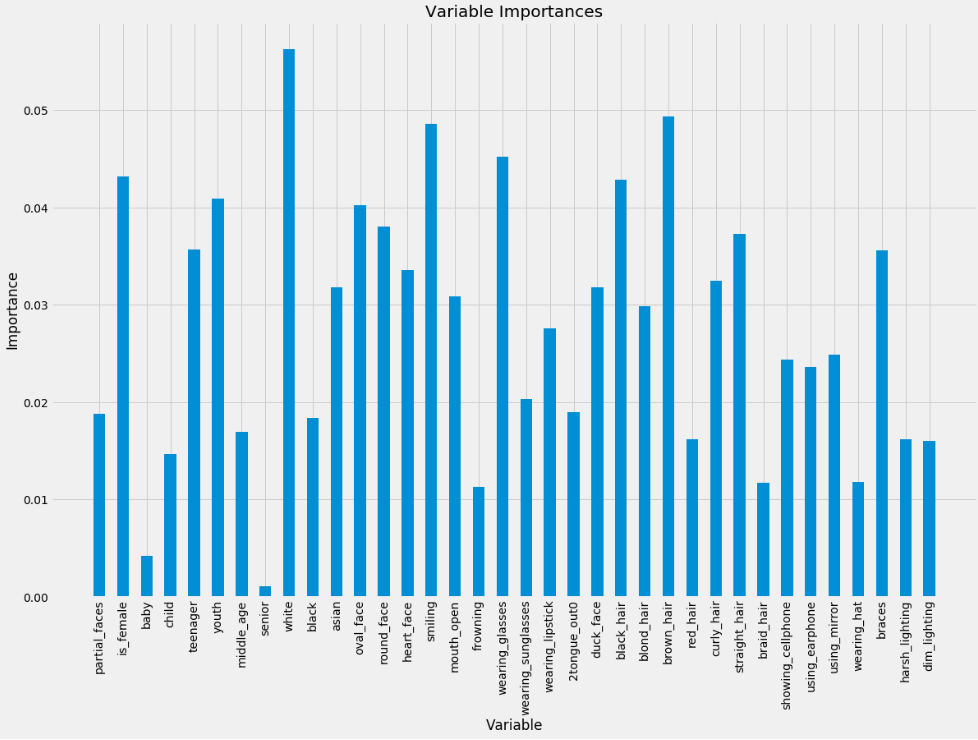 Variable Importances
Importance
0.05
0.04
0.03
0.02
0.01
0.00
partial_faces
is_female
baby
child
teenager
youth
middle_age
senior
white
black
asian
oval_face
round_face
heart_face
smiling
mouth_open
frowning
wearing_glasses
wearing_sunglasses
wearing_lipstick
2tongue_out0
duck_face
black_hair
blond_hair
brown_hair
red_hair
curly_hair
straight_hair
braid_hair
showing_cellphone
using_earphone
using_mirror
wearing_hat
braces
harsh_lighting
dim_lighting
Variable